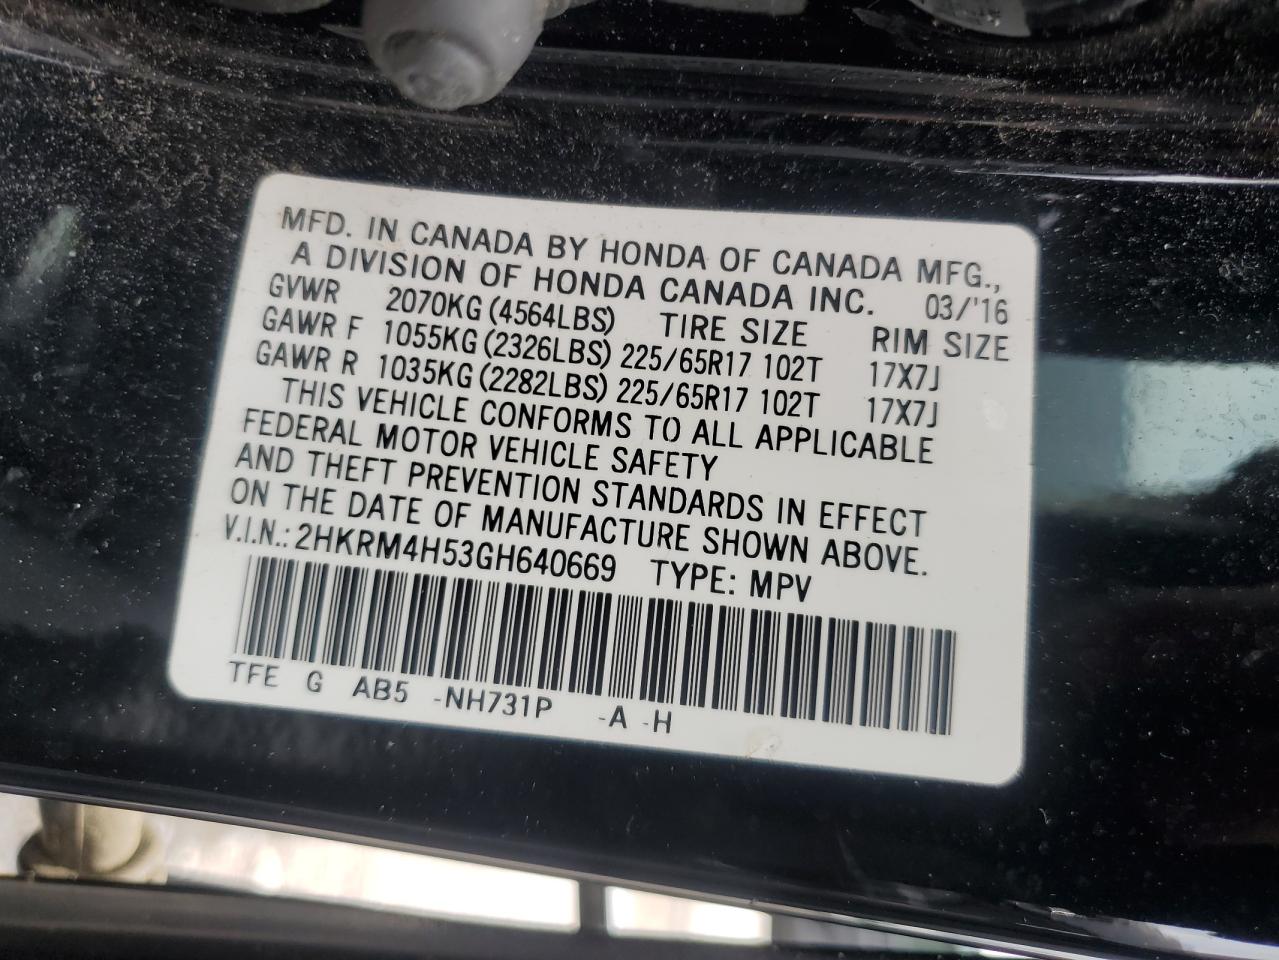 MFD. IN CANADA BY HONDA OF CANADA MFG.,
A DIVISION OF HONDA CANADA INC. 03/'16
GVWR 2070KG (4564LBS) TIRE SIZE RIM SIZE
GAWR F 1055KG (2326LBS) 225/65R17 102T 17X7J
GAWR R 1035KG (2282LBS) 225/65R17 102T 17X7J
THIS VEHICLE CONFORMS TO ALL APPLICABLE
FEDERAL MOTOR VEHICLE SAFETY
AND THEFT PREVENTION STANDARDS IN EFFECT
ON THE DATE OF MANUFACTURE SHOWN ABOVE.
V.I.N.: 2HKRM4H53GH640669 TYPE: MPV
TFE G AB5 -NH731P -A -H